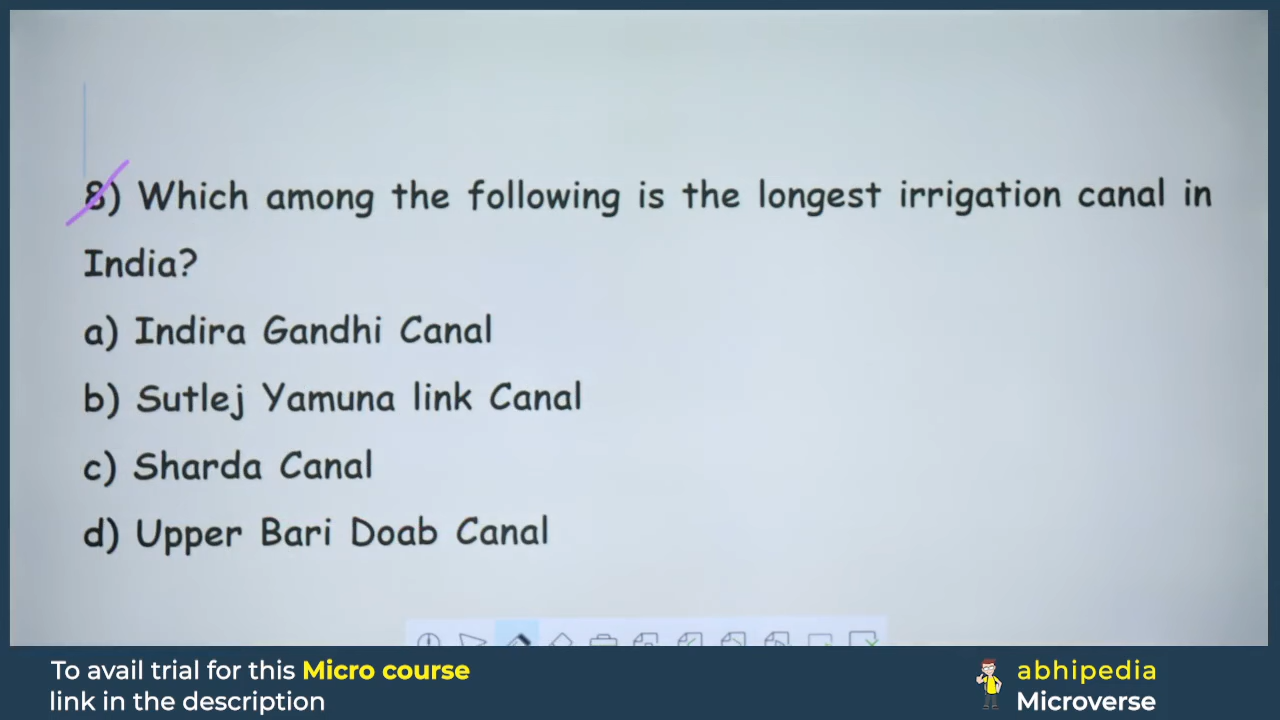 8) Which among the following is the longest irrigation canal in
India?
a) Indira Gandhi Canal
b) Sutlej Yamuna link Canal
c) Sharda Canal
d) Upper Bari Doab Canal
To avail trial for this Micro course
link in the description
abhipedia
Microverse